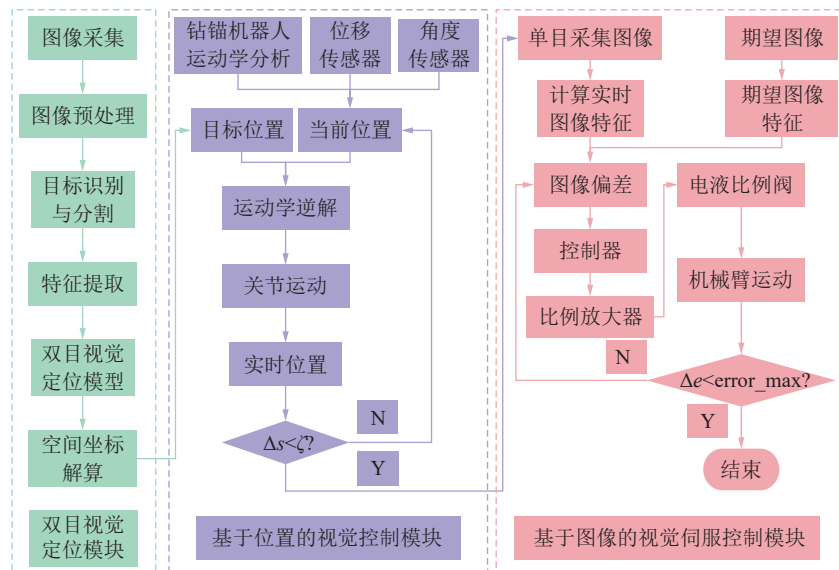 图像采集
图像预处理
目标识别
与分割
特征提取
双目视觉
定位模型
空间坐标
解算
双目视觉
定位模块
钻锚机器人
运动学分析
位移
传感器
角度
传感器
目标位置
当前位置
运动学逆解
关节运动
实时位置
Δs<ζ?
N
Y
基于位置的视觉控制模块
单目采集图像
期望图像
计算实时
图像特征
期望图像
特征
图像偏差
电液比例阀
控制器
机械臂运动
比例放大器
N
Δe<error_max?
Y
结束
基于图像的视觉伺服控制模块